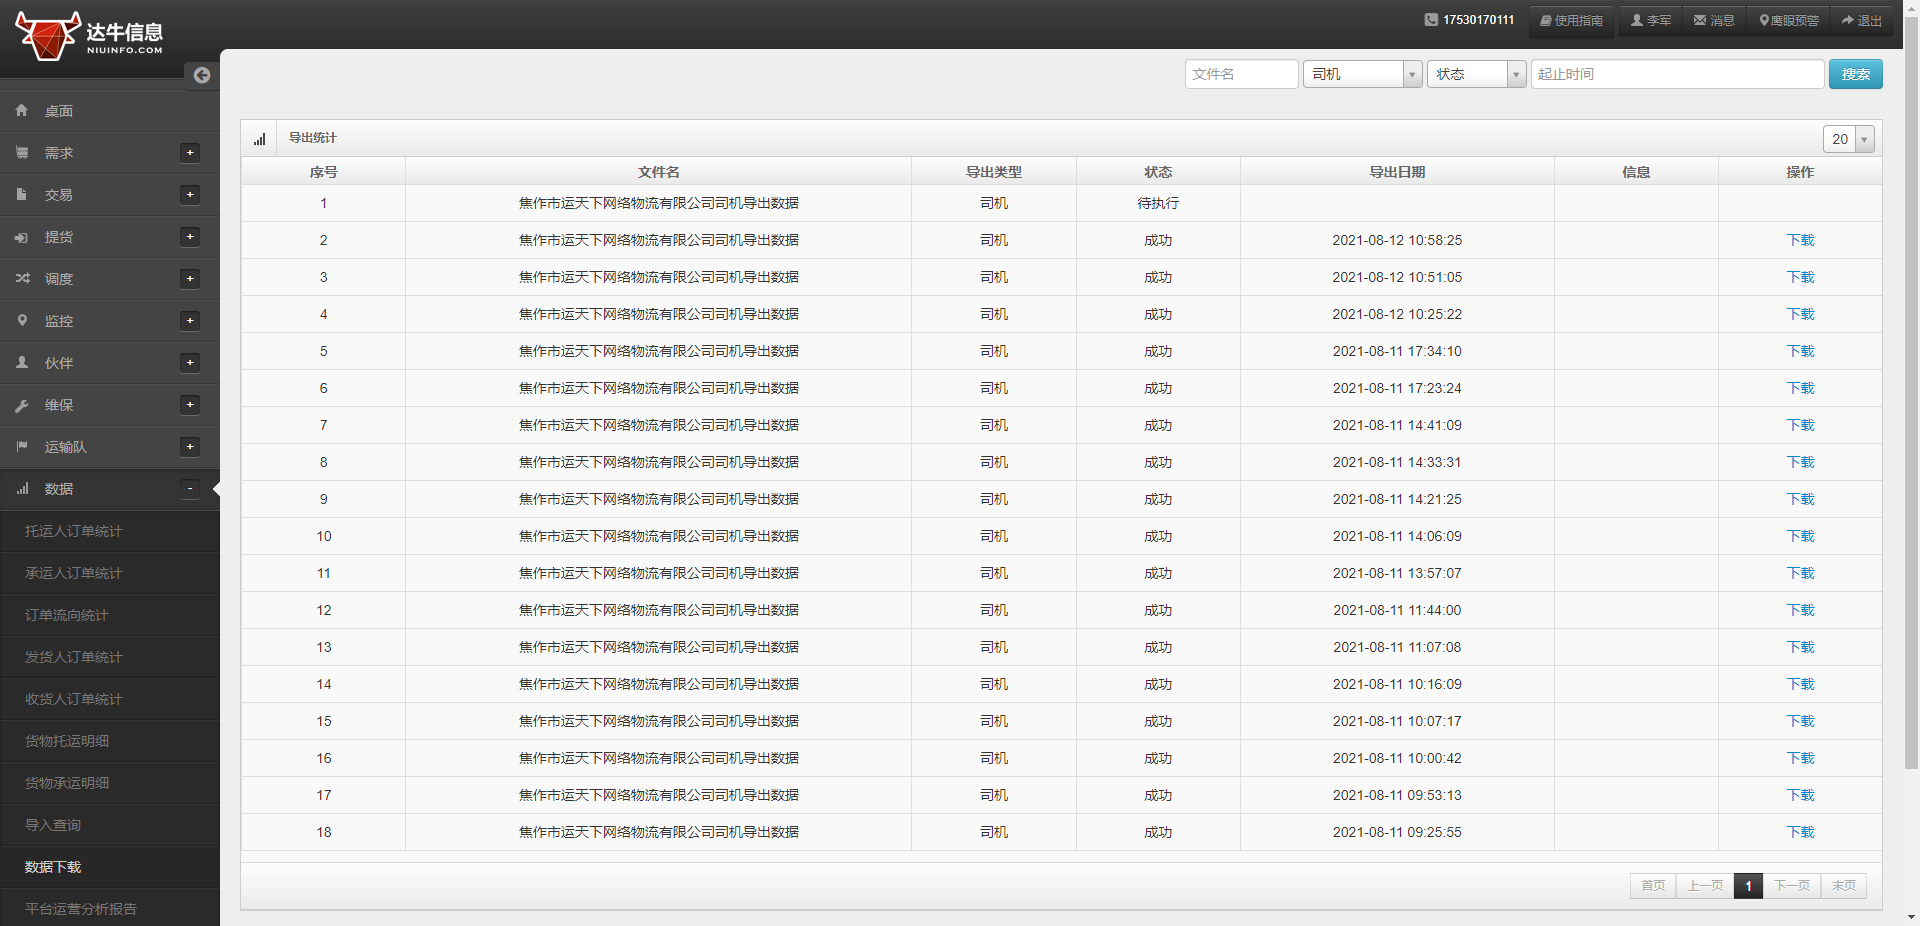 达牛信息
NIUINFO.COM
17530170111
使用指南
李军
消息
鹰眼预警
退出
文件名
司机
状态
起止时间
搜索
桌面
需求
交易
提货
调度
监控
伙伴
维保
运输队
数据
托运人订单统计
承运人订单统计
订单流向统计
发货人订单统计
收货人订单统计
货物托运明细
货物承运明细
导入查询
数据下载
平台运营分析报告
导出统计
20
序号 文件名 导出类型 状态 导出日期 信息 操作
1 焦作市运天下网络物流有限公司司机导出数据 司机 待执行
2 焦作市运天下网络物流有限公司司机导出数据 司机 成功 2021-08-12 10:58:25 下载
3 焦作市运天下网络物流有限公司司机导出数据 司机 成功 2021-08-12 10:51:05 下载
4 焦作市运天下网络物流有限公司司机导出数据 司机 成功 2021-08-12 10:25:22 下载
5 焦作市运天下网络物流有限公司司机导出数据 司机 成功 2021-08-11 17:34:10 下载
6 焦作市运天下网络物流有限公司司机导出数据 司机 成功 2021-08-11 17:23:24 下载
7 焦作市运天下网络物流有限公司司机导出数据 司机 成功 2021-08-11 14:41:09 下载
8 焦作市运天下网络物流有限公司司机导出数据 司机 成功 2021-08-11 14:33:31 下载
9 焦作市运天下网络物流有限公司司机导出数据 司机 成功 2021-08-11 14:21:25 下载
10 焦作市运天下网络物流有限公司司机导出数据 司机 成功 2021-08-11 14:06:09 下载
11 焦作市运天下网络物流有限公司司机导出数据 司机 成功 2021-08-11 13:57:07 下载
12 焦作市运天下网络物流有限公司司机导出数据 司机 成功 2021-08-11 11:44:00 下载
13 焦作市运天下网络物流有限公司司机导出数据 司机 成功 2021-08-11 11:07:08 下载
14 焦作市运天下网络物流有限公司司机导出数据 司机 成功 2021-08-11 10:16:09 下载
15 焦作市运天下网络物流有限公司司机导出数据 司机 成功 2021-08-11 10:07:17 下载
16 焦作市运天下网络物流有限公司司机导出数据 司机 成功 2021-08-11 10:00:42 下载
17 焦作市运天下网络物流有限公司司机导出数据 司机 成功 2021-08-11 09:53:13 下载
18 焦作市运天下网络物流有限公司司机导出数据 司机 成功 2021-08-11 09:25:55 下载
首页 上一页 1 下一页 末页